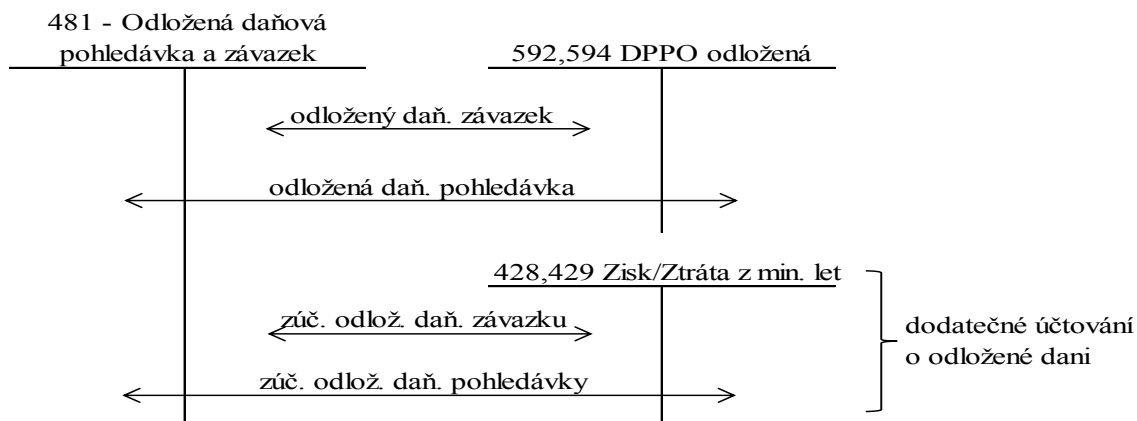 481 - Odložená daňová
pohledávka a závazek
592,594 DPPO odložená
odložený daň. závazek
odložená daň. pohledávka
428,429 Zisk/Ztráta z min. let
zúč. odlož. daň. závazku
dodatečné účtování
o odložené dani
zúč. odlož. daň. pohledávky